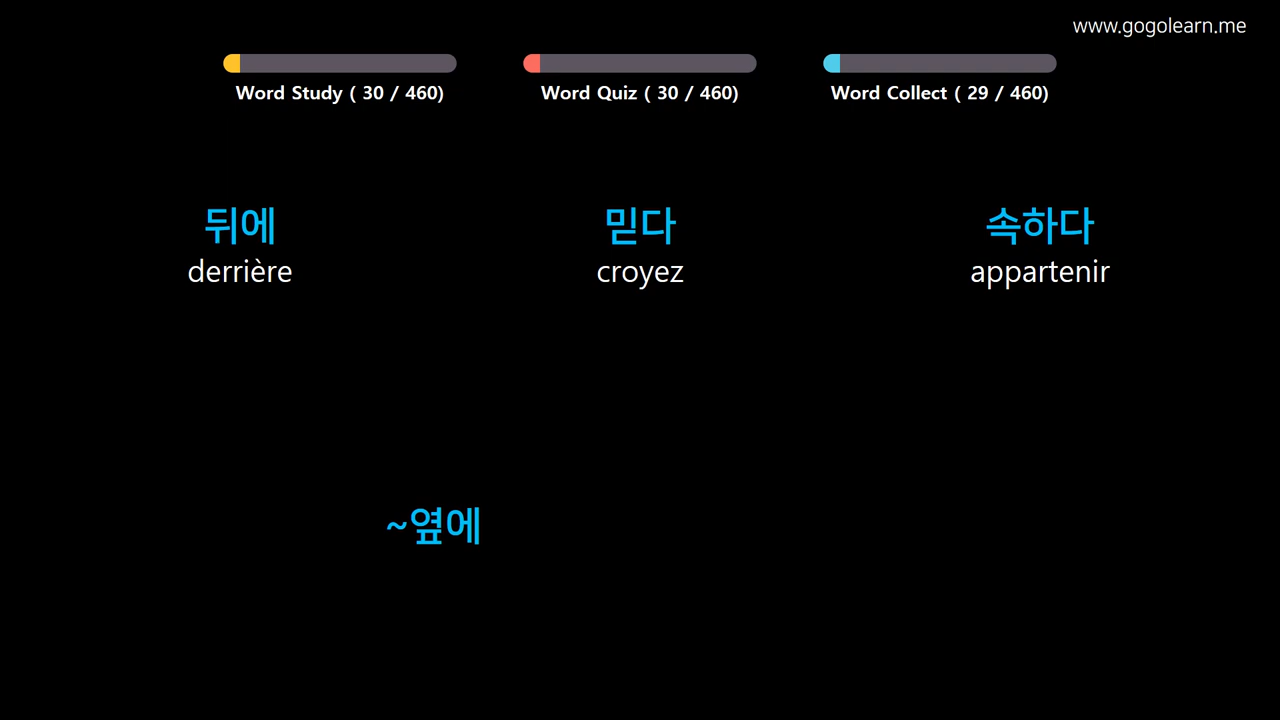 www.gogolearn.me
Word Study ( 30 / 460)
Word Quiz ( 30 / 460)
Word Collect ( 29 / 460)
뒤에
derrière
믿다
croyez
속하다
appartenir
~옆에